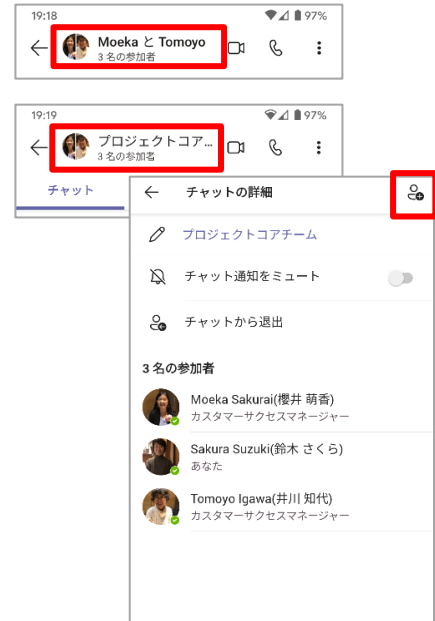 19:18 97%
Moeka と Tomoyo
3 名の参加者
19:19 97%
プロジェクトコア...
3 名の参加者
チャット
チャットの詳細
プロジェクトコアチーム
チャット通知をミュート
チャットから退出
3 名の参加者
Moeka Sakurai(櫻井 萌香)
カスタマーサクセスマネージャー
Sakura Suzuki(鈴木 さくら)
あなた
Tomoyo Igawa(井川 知代)
カスタマーサクセスマネージャー